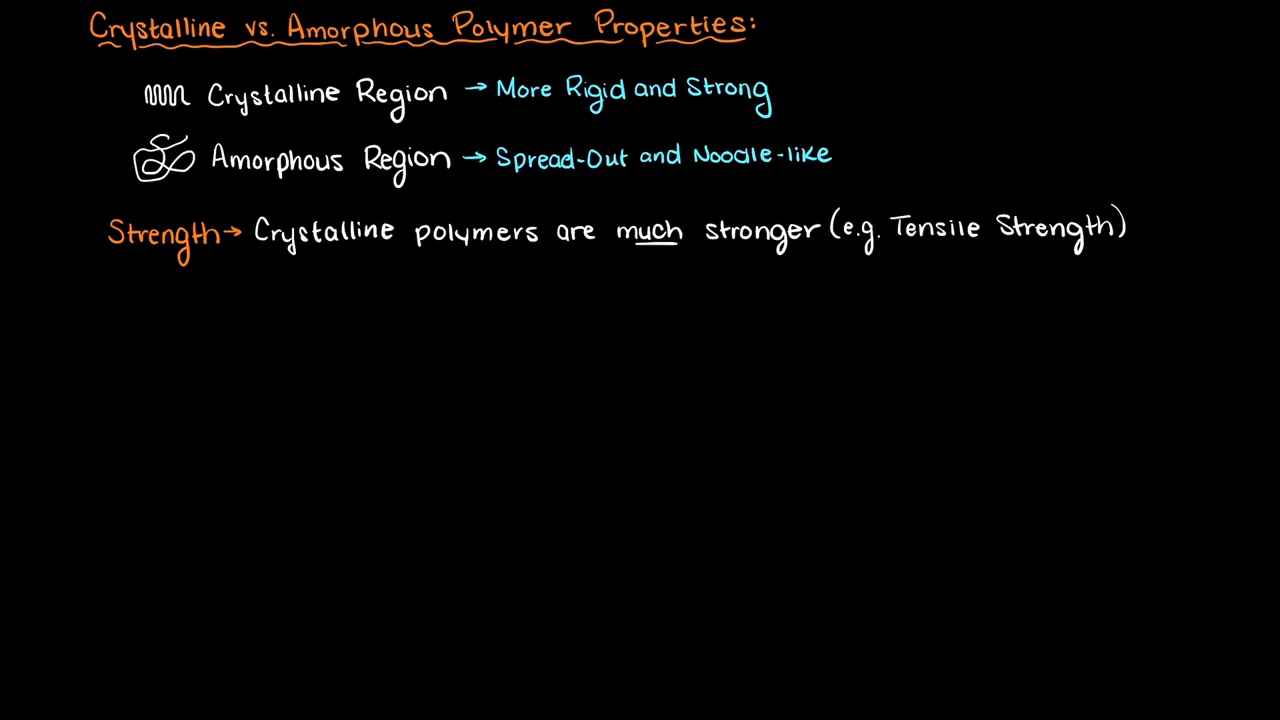 Crystalline vs. Amorphous Polymer Properties:
Crystalline Region → More Rigid and Strong
Amorphous Region → Spread-Out and Noodle-like
Strength → Crystalline polymers are much stronger (e.g. Tensile Strength)